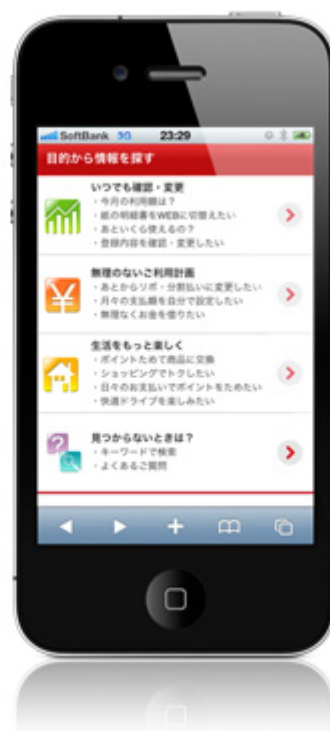 SoftBank 3G 23:29
目的から情報を探す
いつでも確認・変更
・今月の利用額は？
・紙の明細書をWEBに切替えたい
・あといくら使えるの？
・登録内容を確認・変更したい
無理のないご利用計画
・あとからリボ・分割払いに変更したい
・月々の支払額を自分で設定したい
・無理なくお金を借りたい
生活をもっと楽しく
・ポイントためて商品に交換
・ショッピングでトクしたい
・日々のお支払いでポイントをためたい
・快適ドライブを楽しみたい
見つからないときは？
・キーワードで検索
・よくあるご質問